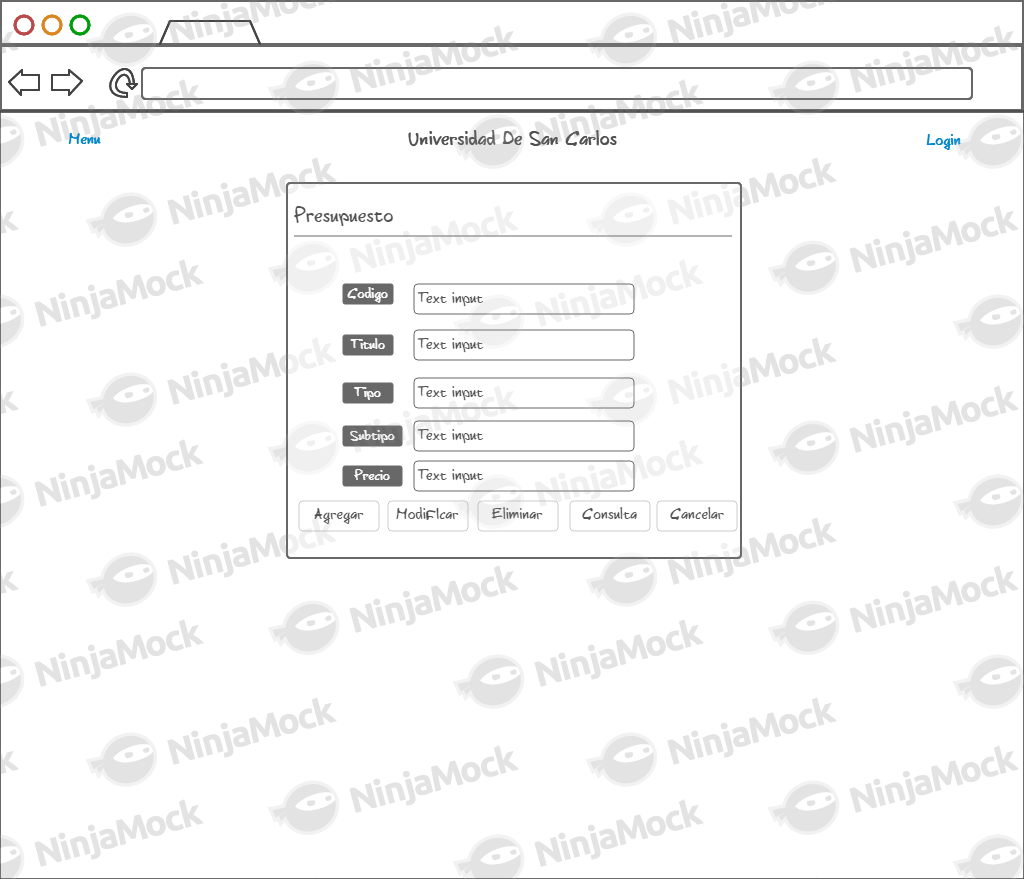 Menu
Universidad De San Carlos
Login
Presupuesto
Codigo
Text input
Titulo
Text input
Tipo
Text input
Subtipo
Text input
Precio
Text input
Agregar
ModiFIcar
Eliminar
Consulta
Cancelar
NinjaMock